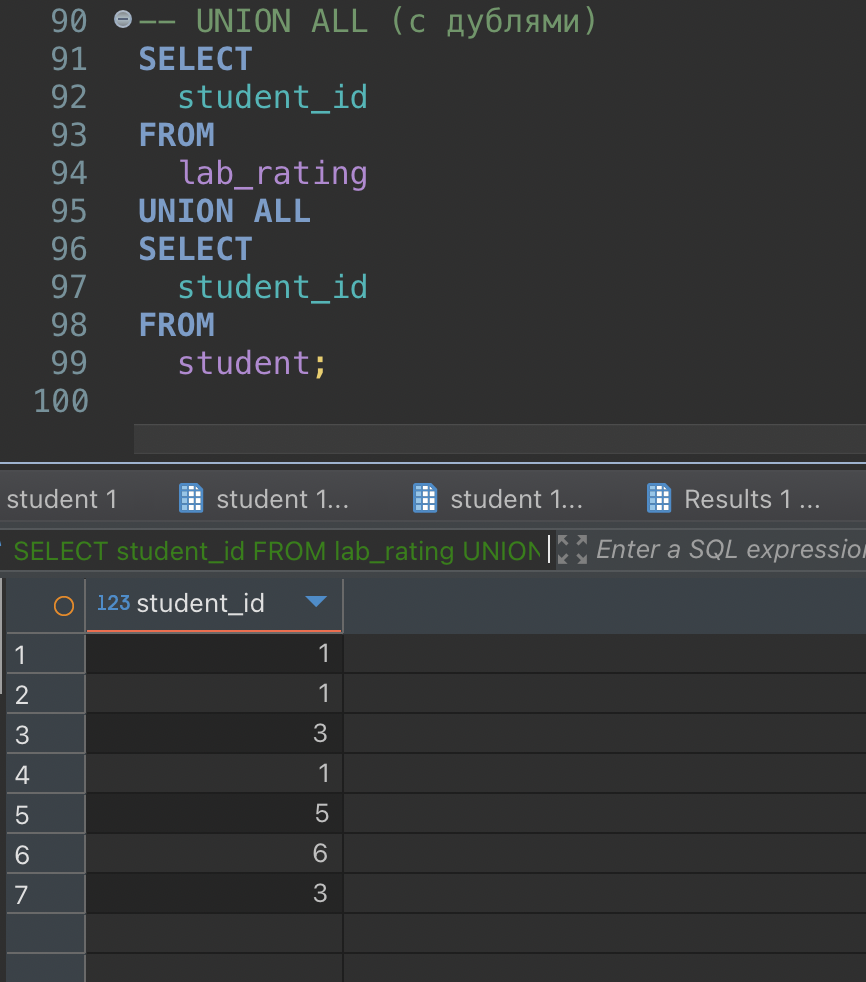 90 -- UNION ALL (с дублями)
91 SELECT
92 student_id
93 FROM
94 lab_rating
95 UNION ALL
96 SELECT
97 student_id
98 FROM
99 student;
100
student 1 student 1... student 1... Results 1 ...
SELECT student_id FROM lab_rating UNION Enter a SQL expression
123 student_id
1 1
2 1
3 3
4 1
5 5
6 6
7 3